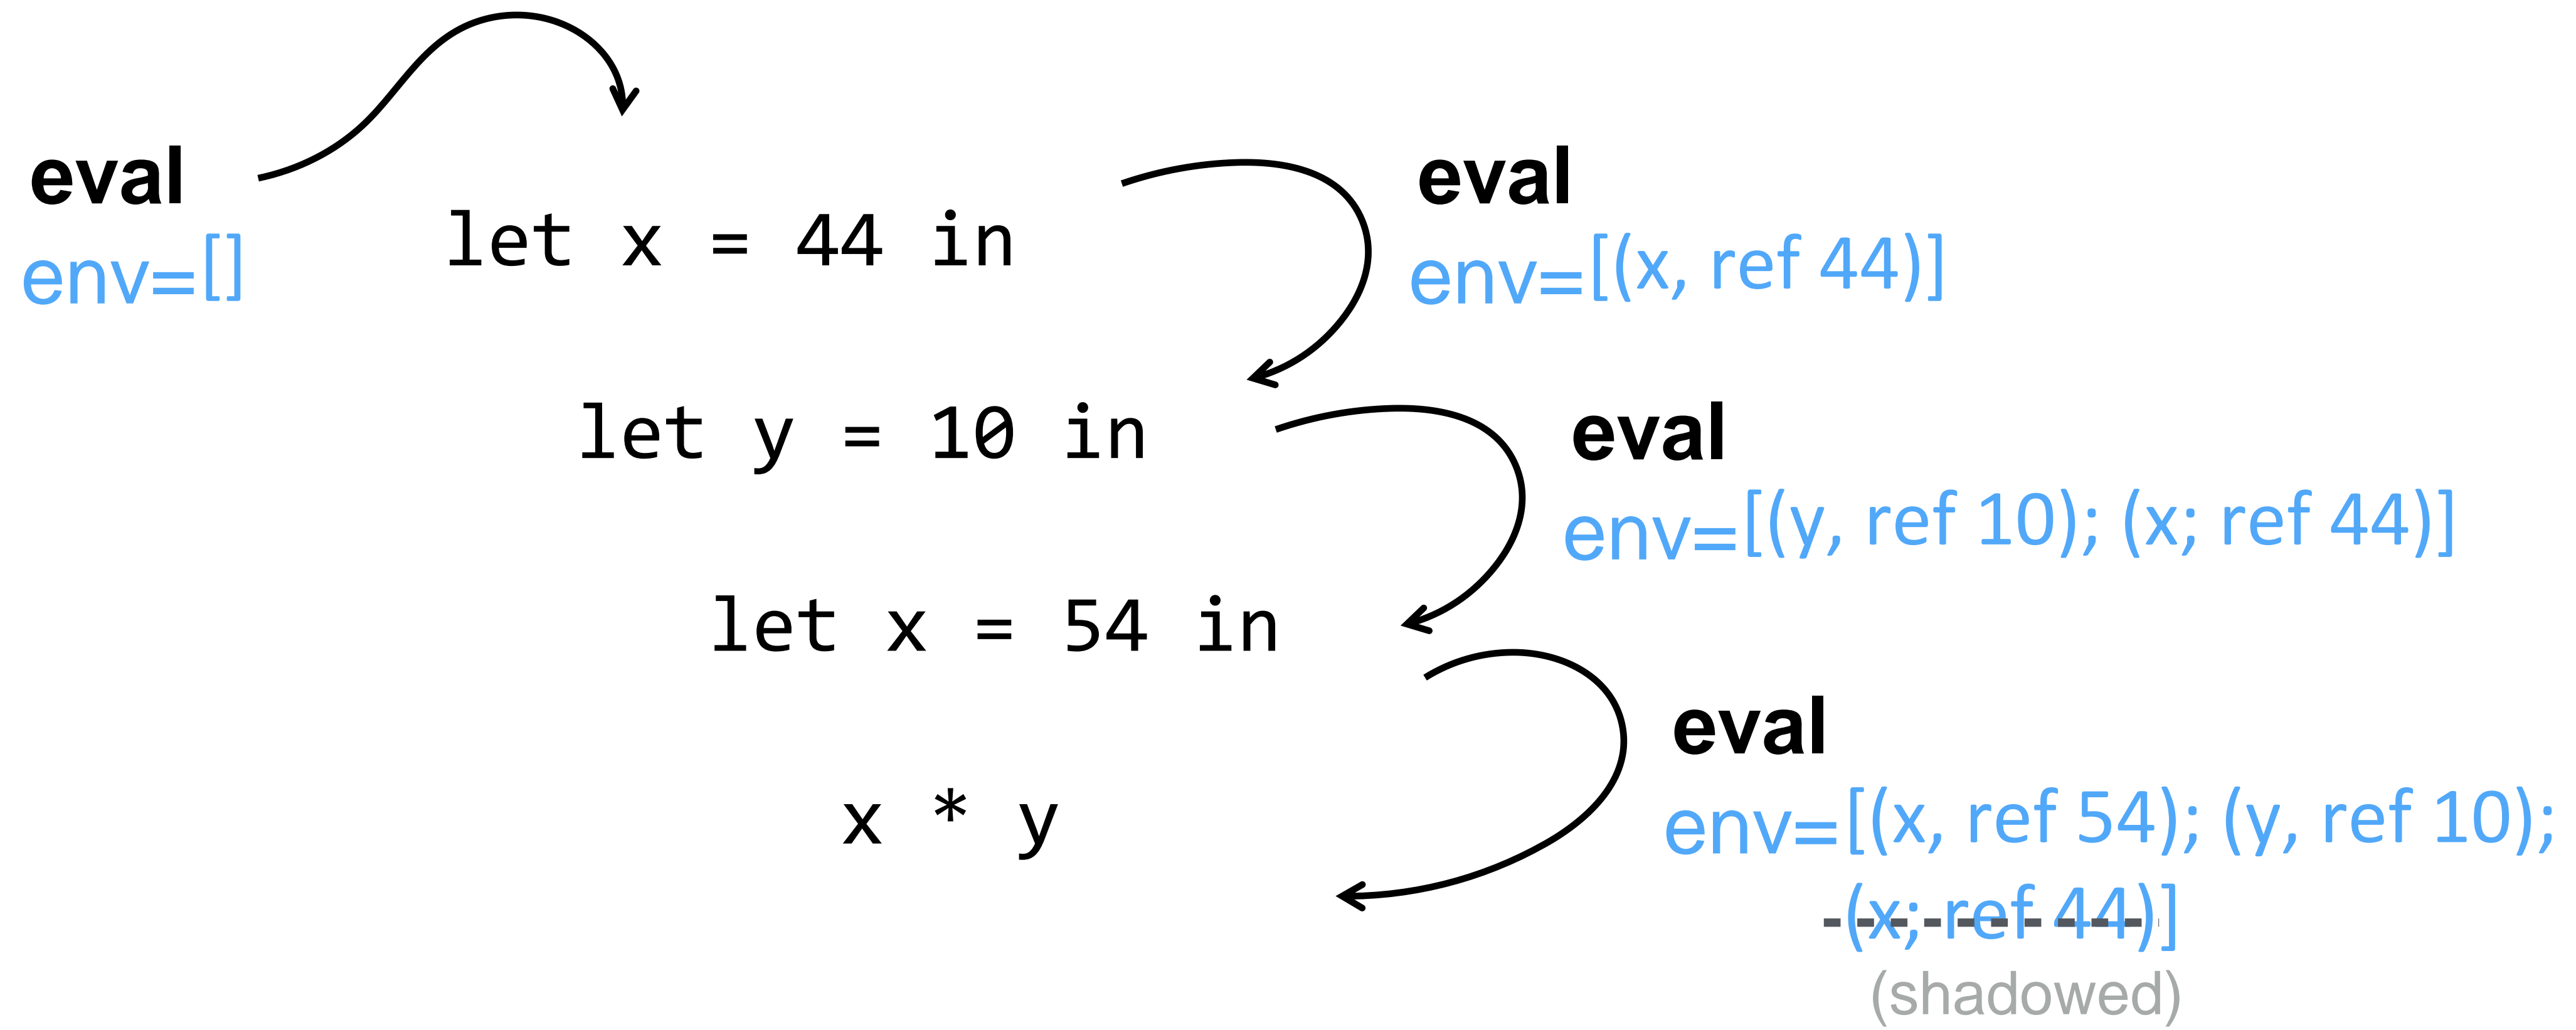 eval
env=[]
let x = 44 in
eval
env=[(x, ref 44)]
let y = 10 in
eval
env=[(y, ref 10); (x; ref 44)]
let x = 54 in
eval
x * y
env=[(x, ref 54); (y, ref 10);
(x; ref 44)]
(shadowed)